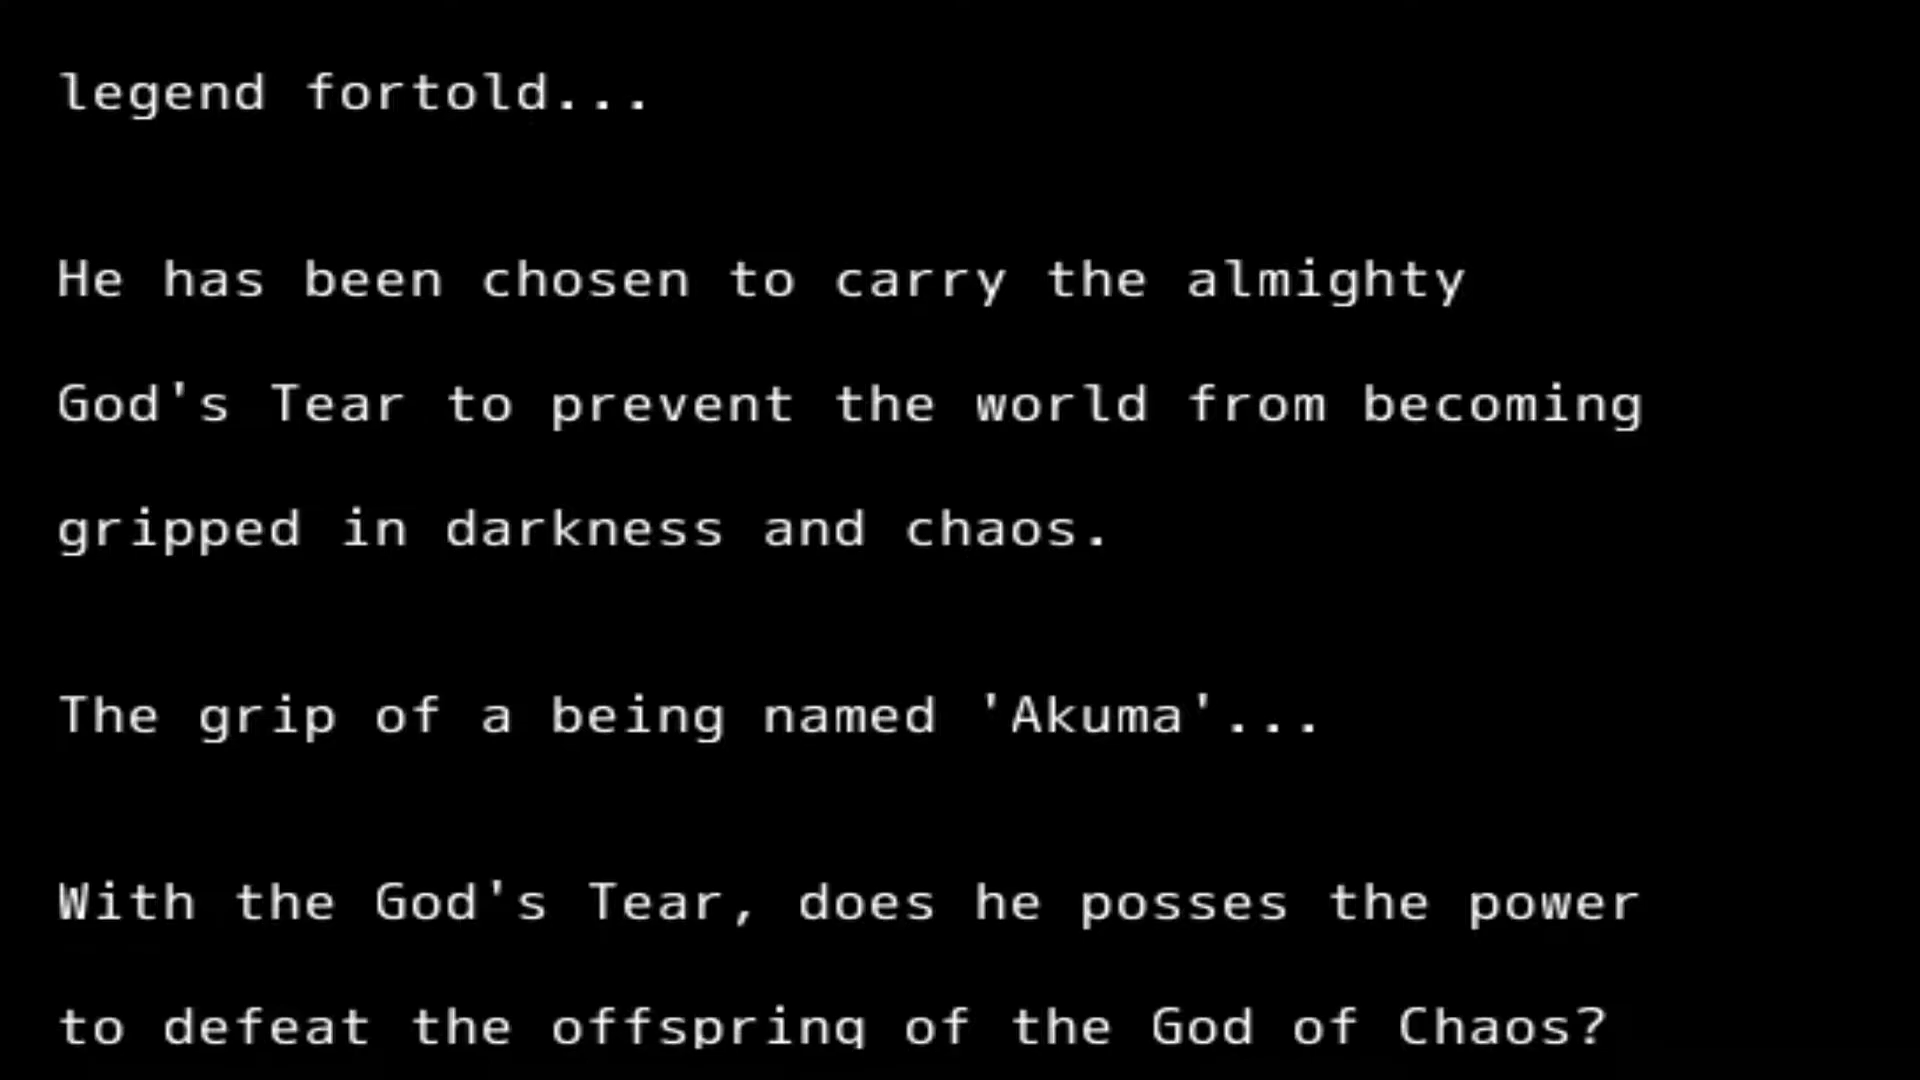 legend fortold...
He has been chosen to carry the almighty
God's Tear to prevent the world from becoming
gripped in darkness and chaos.
The grip of a being named 'Akuma'...
With the God's Tear, does he posses the power
to defeat the offspring of the God of Chaos?